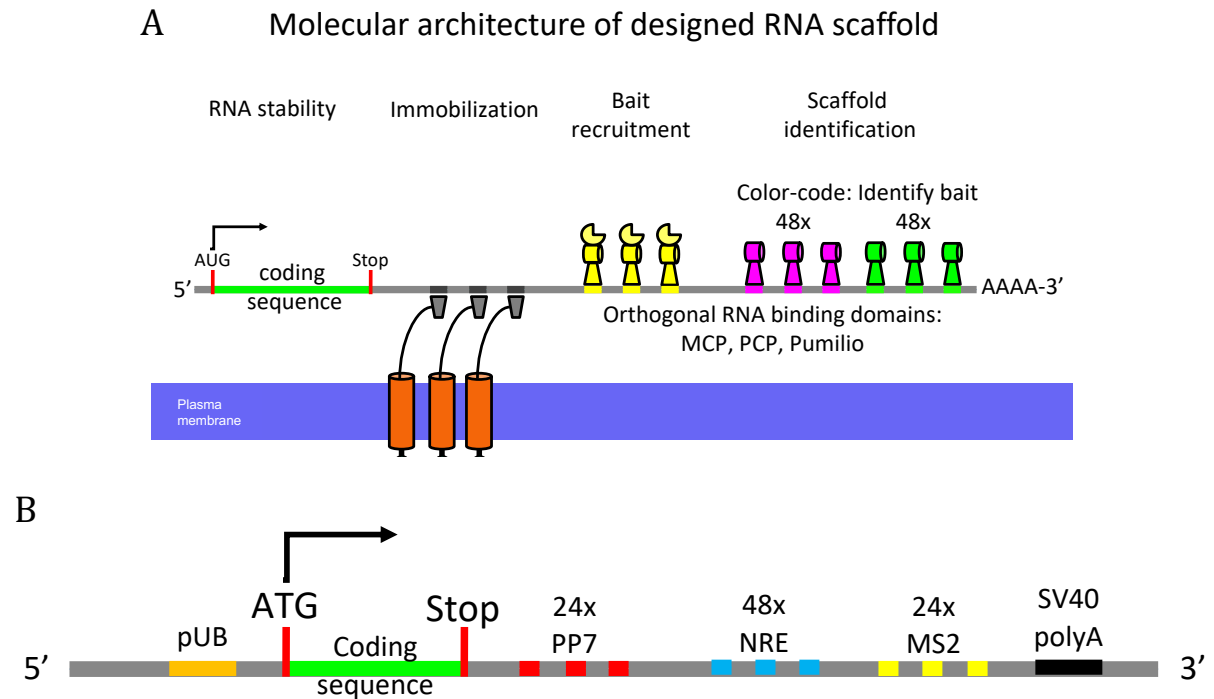 A
Molecular architecture of designed RNA scaffold
RNA stability
Immobilization
Bait
recruitment
Scaffold
identification
Color-code: Identify bait
48x
48x
AUG
Stop
5’
coding
sequence
AAAA-3’
Orthogonal RNA binding domains:
MCP, PCP, Pumilio
Plasma
membrane
B
ATG
Stop
pUB
24x
PP7
48x
NRE
24x
MS2
SV40
polyA
5’
Coding
sequence
3’